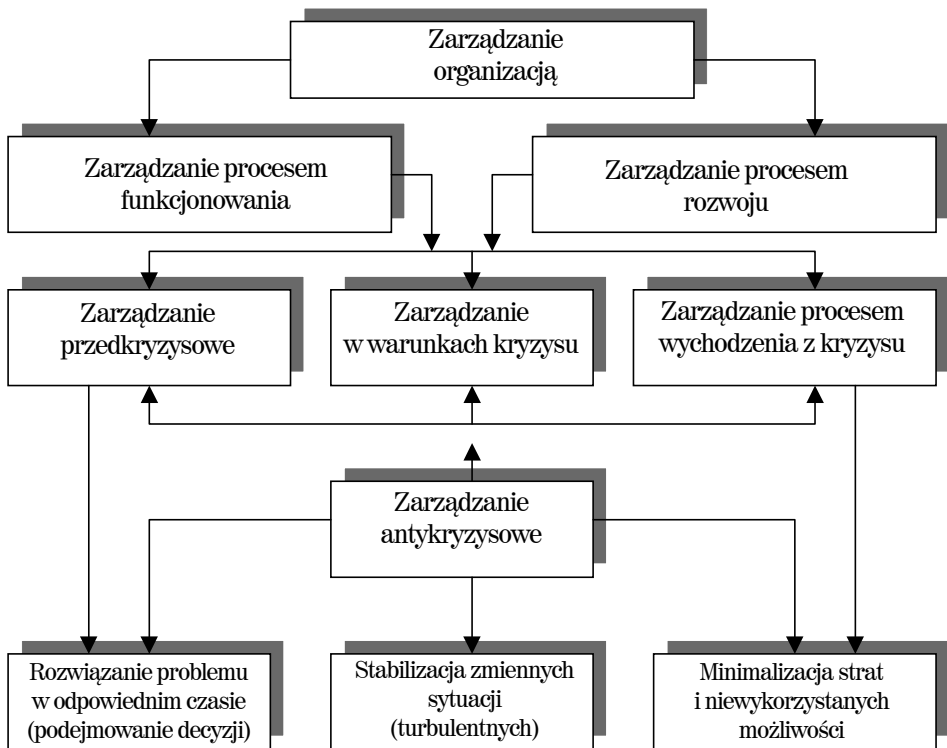 Zarządzanie
organizacją
Zarządzanie procesem
funkcjonowania
Zarządzanie procesem
rozwoju
Zarządzanie
przedkryzysowe
Zarządzanie
w warunkach kryzysu
Zarządzanie procesem
wychodzenia z kryzysu
Zarządzanie
antykryzysowe
Rozwiązanie problemu
w odpowiednim czasie
(podejmowanie decyzji)
Stabilizacja zmiennych
sytuacji
(turbulentnych)
Minimalizacja strat
i niewykorzystanych
możliwości